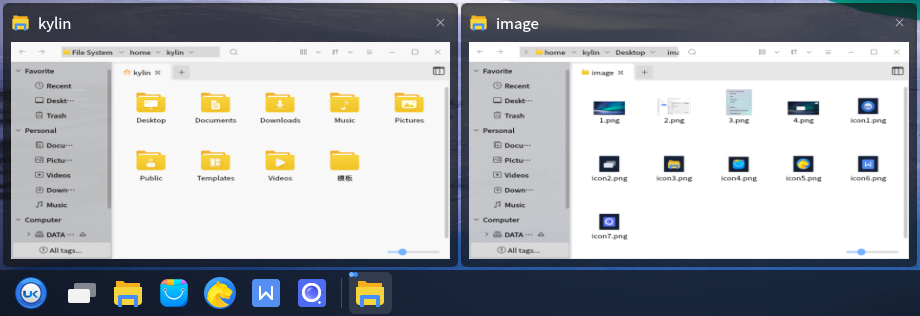 kylin
File System home kylin
Favorite
Recent
Deskt···
Trash
Personal
Docu···
Pictu···
Videos
Down···
Music
Computer
DATA ···
All tags...
kylin
Desktop
Documents
Downloads
Music
Pictures
Public
Templates
Videos
模板
image
home kylin Desktop ima
Favorite
Recent
Deskt···
Trash
Personal
Docu···
Pictu···
Videos
Down···
Music
Computer
DATA ···
All tags...
image
1.png
2.png
3.png
4.png
icon1.png
icon2.png
icon3.png
icon4.png
icon5.png
icon6.png
icon7.png
UK
W